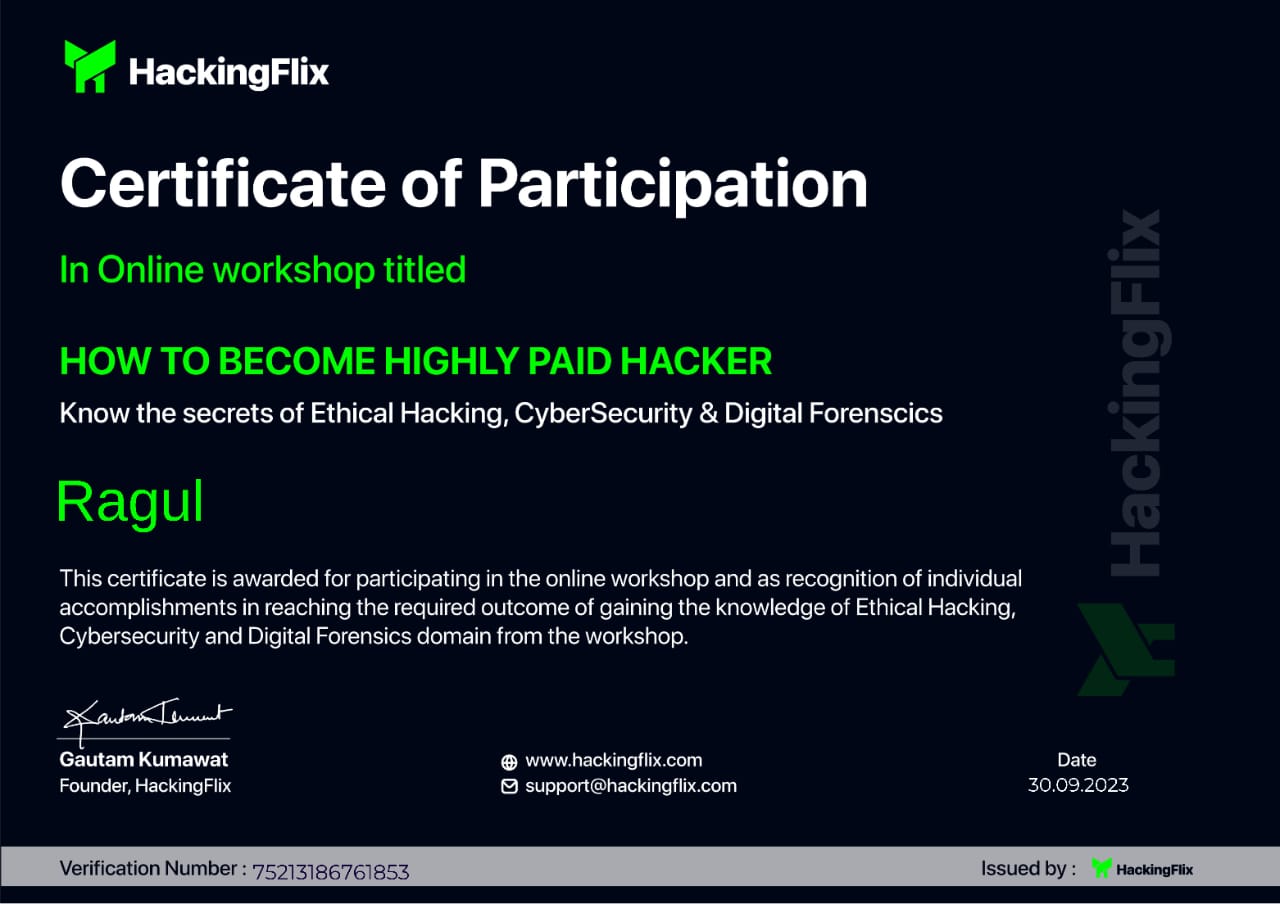 HackingFlix
Certificate of Participation
In Online workshop titled
HOW TO BECOME HIGHLY PAID HACKER
Know the secrets of Ethical Hacking, CyberSecurity & Digital Forenscics
Ragul
This certificate is awarded for participating in the online workshop and as recognition of individual
accomplishments in reaching the required outcome of gaining the knowledge of Ethical Hacking,
Cybersecurity and Digital Forensics domain from the workshop.
HackingFlix
Gautam Kumawat
Founder, HackingFlix
www.hackingflix.com
support@hackingflix.com
Date
30.09.2023
Verification Number : 75213186761853
Issued by : HackingFlix